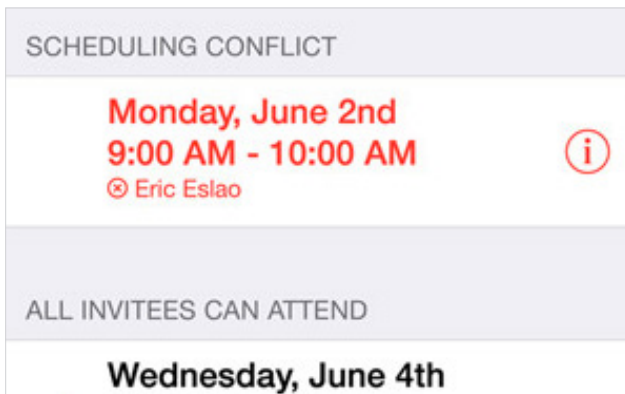 SCHEDULING CONFLICT
Monday, June 2nd
9:00 AM - 10:00 AM
Eric Eslao
ALL INVITEES CAN ATTEND
Wednesday, June 4th